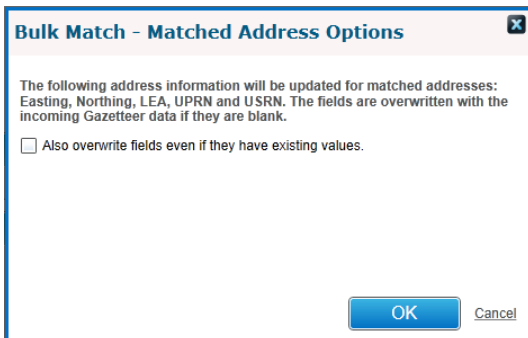 Bulk Match - Matched Address Options
The following address information will be updated for matched addresses:
Easting, Northing, LEA, UPRN and USRN. The fields are overwritten with the
incoming Gazetteer data if they are blank.
Also overwrite fields even if they have existing values.
OK
Cancel